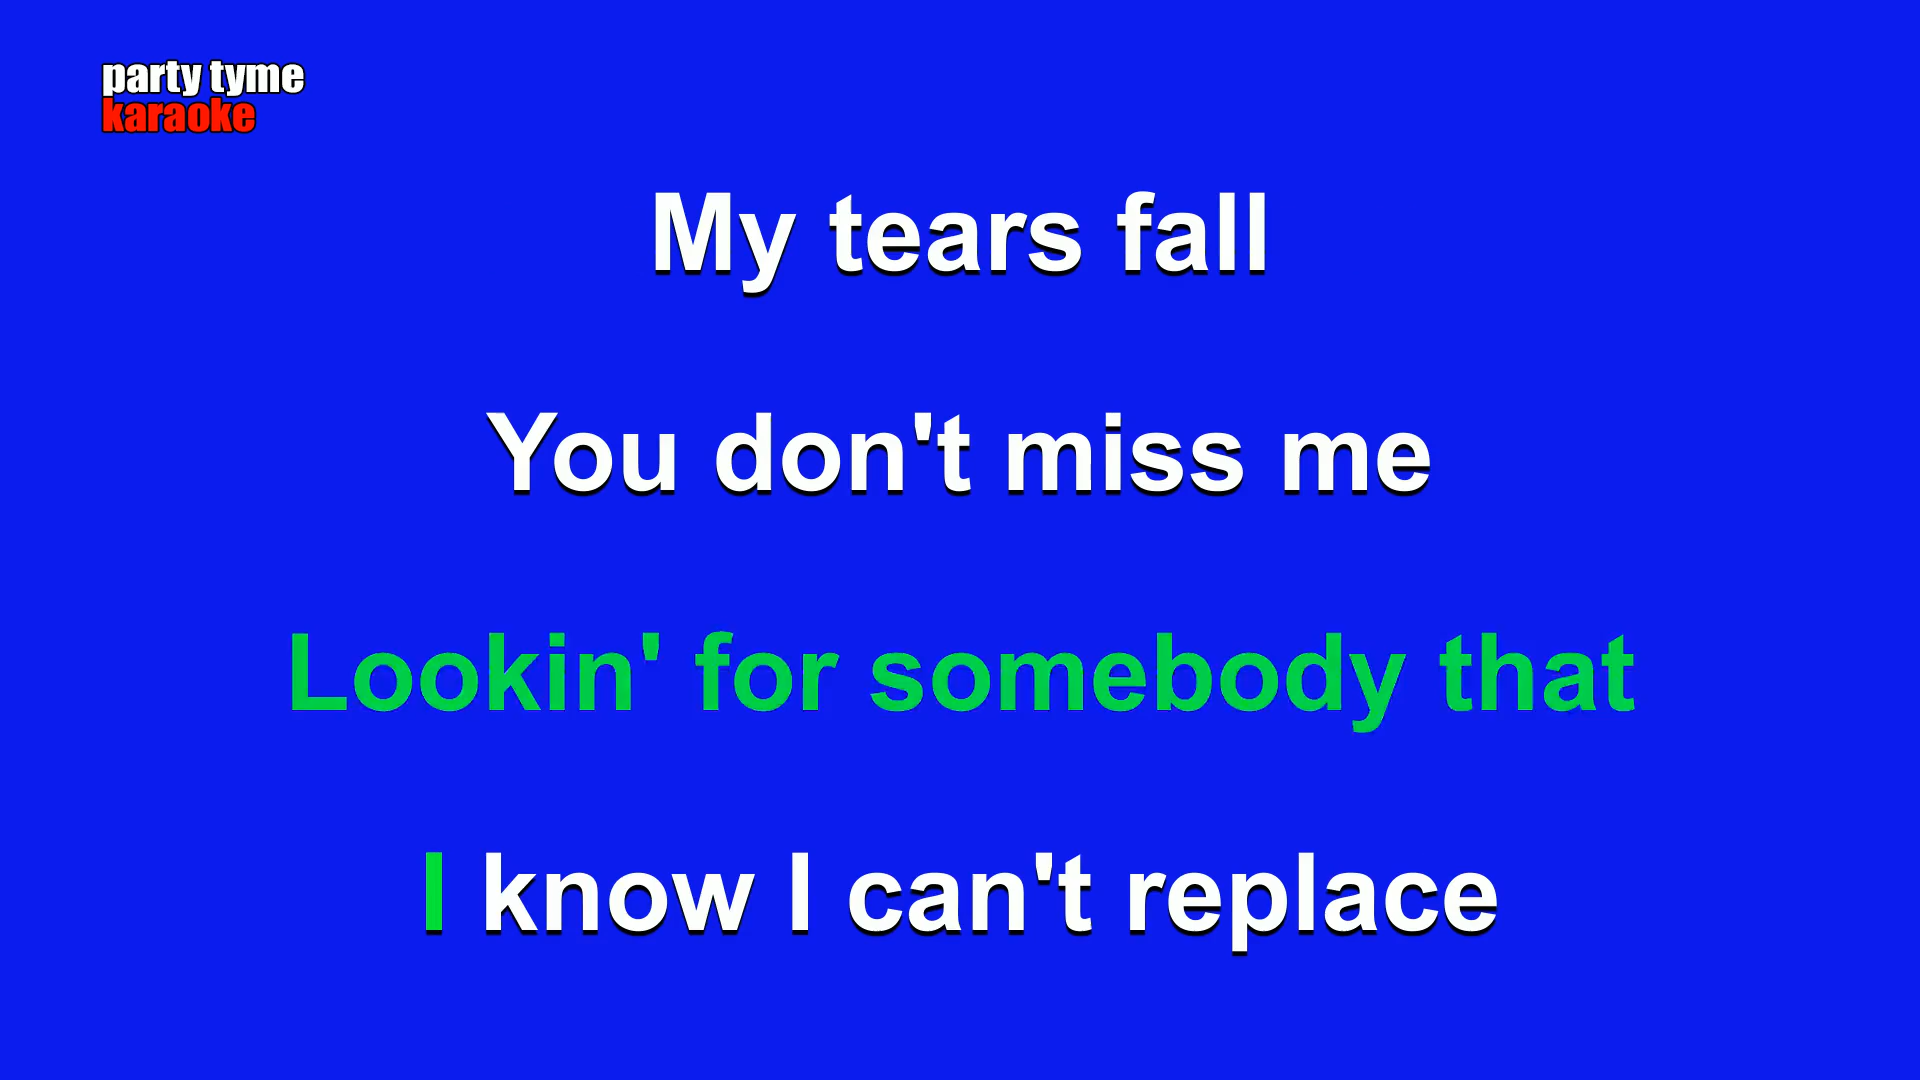 party tyme
karaoke
My tears fall
You don't miss me
Lookin' for somebody that
I know I can't replace